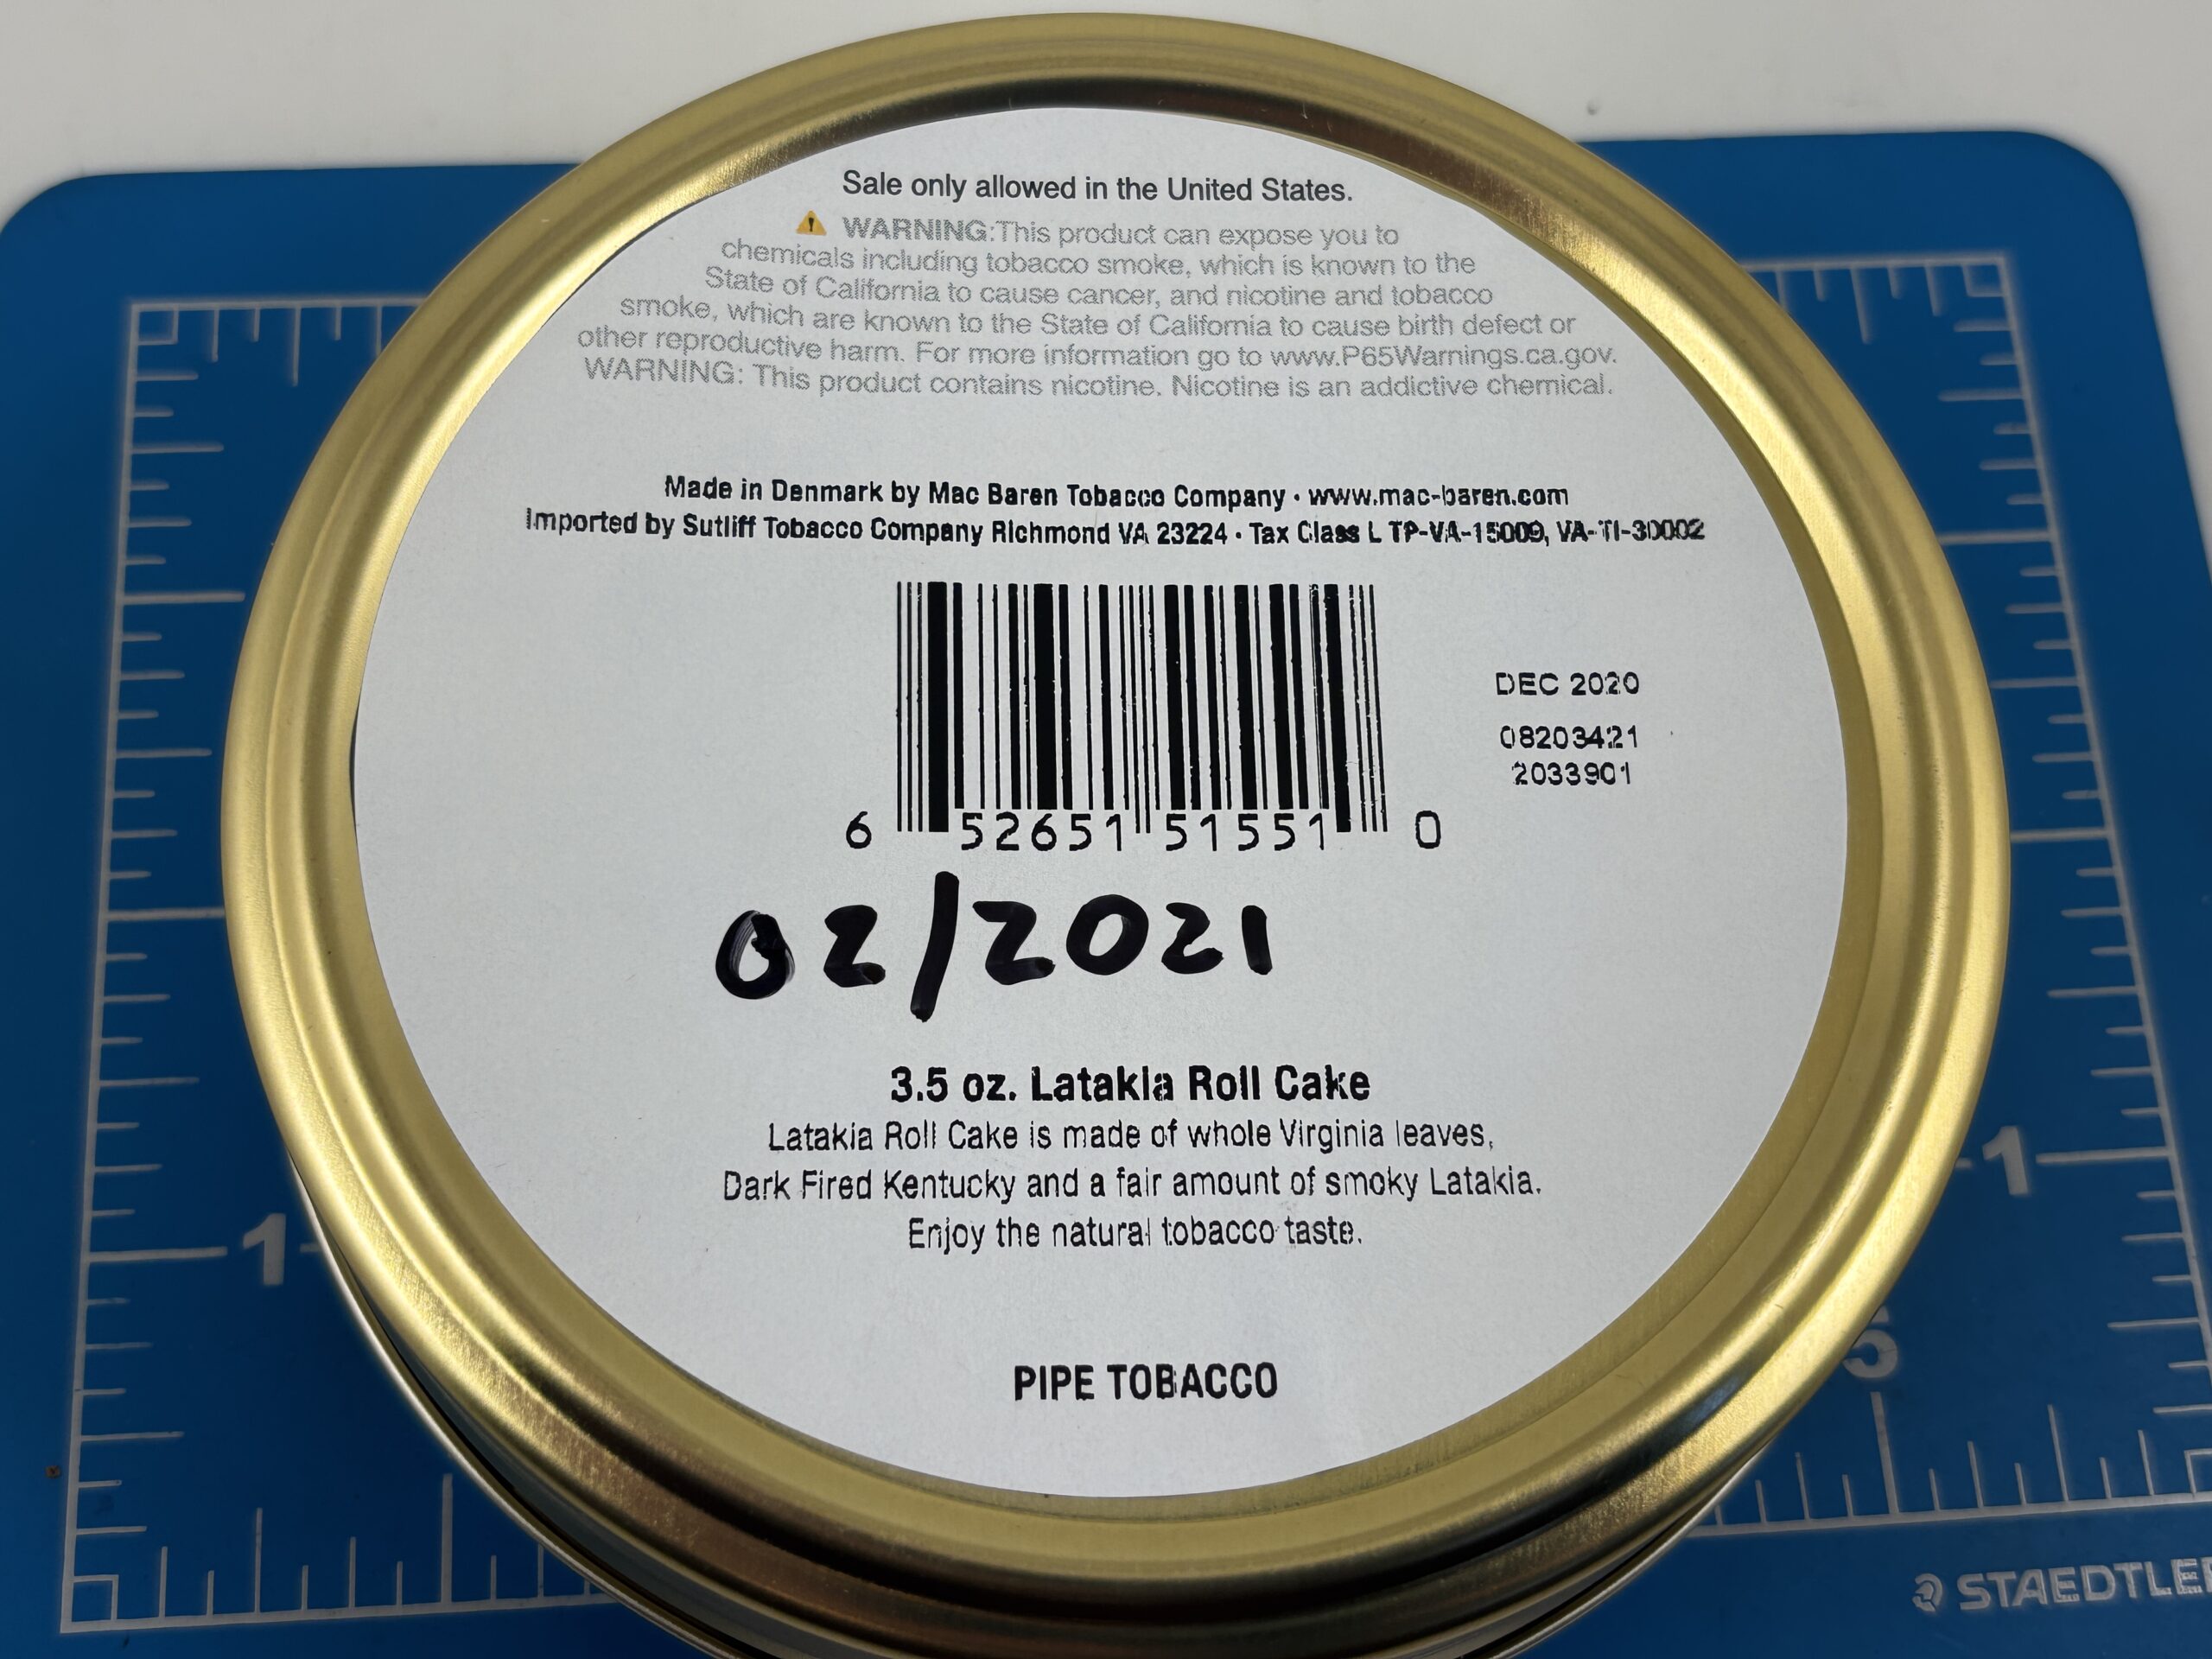 Sale only allowed in the United States.
⚠ WARNING:This product can expose you to
chemicals including tobacco smoke, which is known to the
State of California to cause cancer, and nicotine and tobacco
smoke, which are known to the State of California to cause birth defect or
other reproductive harm. For more information go to www.P65Warnings.ca.gov.
WARNING: This product contains nicotine. Nicotine is an addictive chemical.
Made in Denmark by Mac Baren Tobacco Company · www.mac-baren.com
Imported by Sutliff Tobacco Company Richmond VA 23224 · Tax Class L TP-VA-15009, VA-TI-30002
DEC 2020
08203421
2033901
6 52651 51551 0
02/2021
3.5 oz. Latakia Roll Cake
Latakia Roll Cake is made of whole Virginia leaves,
Dark Fired Kentucky and a fair amount of smoky Latakia.
Enjoy the natural tobacco taste.
PIPE TOBACCO
1
1
5
STAEDTLER